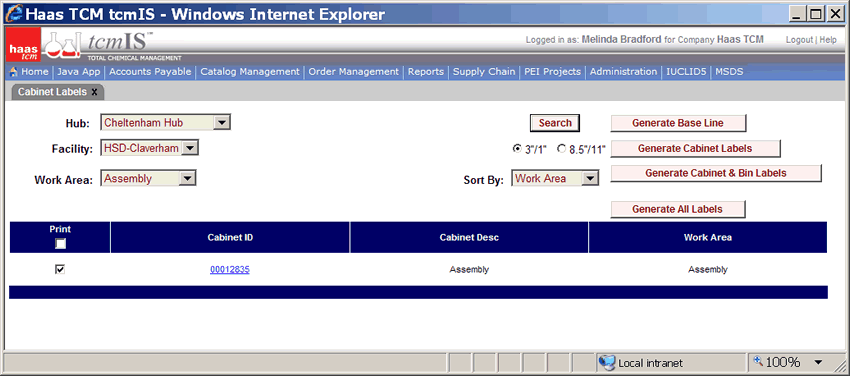 Haas TCM tcmIS - Windows Internet Explorer
haas
tcm
tcmIS™
TOTAL CHEMICAL MANAGEMENT
Logged in as: Melinda Bradford for Company Haas TCM
Logout | Help
Home | Java App | Accounts Payable | Catalog Management | Order Management | Reports | Supply Chain | PEI Projects | Administration | IUCLID5 | MSDS
Cabinet Labels x
Hub: Cheltenham Hub Search Generate Base Line
Facility: HSD-Claverham 3"/1" 8.5"/11" Generate Cabinet Labels
Work Area: Assembly Sort By: Work Area Generate Cabinet & Bin Labels
Generate All Labels
Print Cabinet ID Cabinet Desc Work Area
00012835 Assembly Assembly
Local intranet 100%